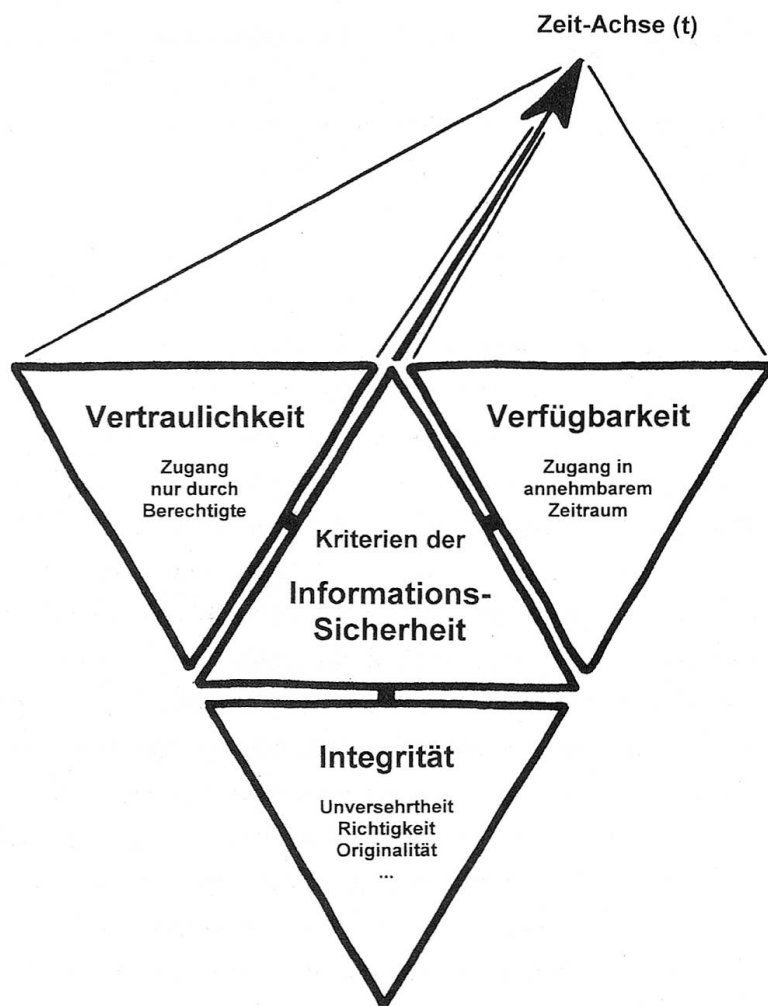 Zeit-Achse (t)
Vertraulichkeit
Zugang
nur durch
Berechtigte
Verfügbarkeit
Zugang in
annehmbarem
Zeitraum
Kriterien der
Informations-
Sicherheit
Integrität
Unversehrtheit
Richtigkeit
Originalität
...